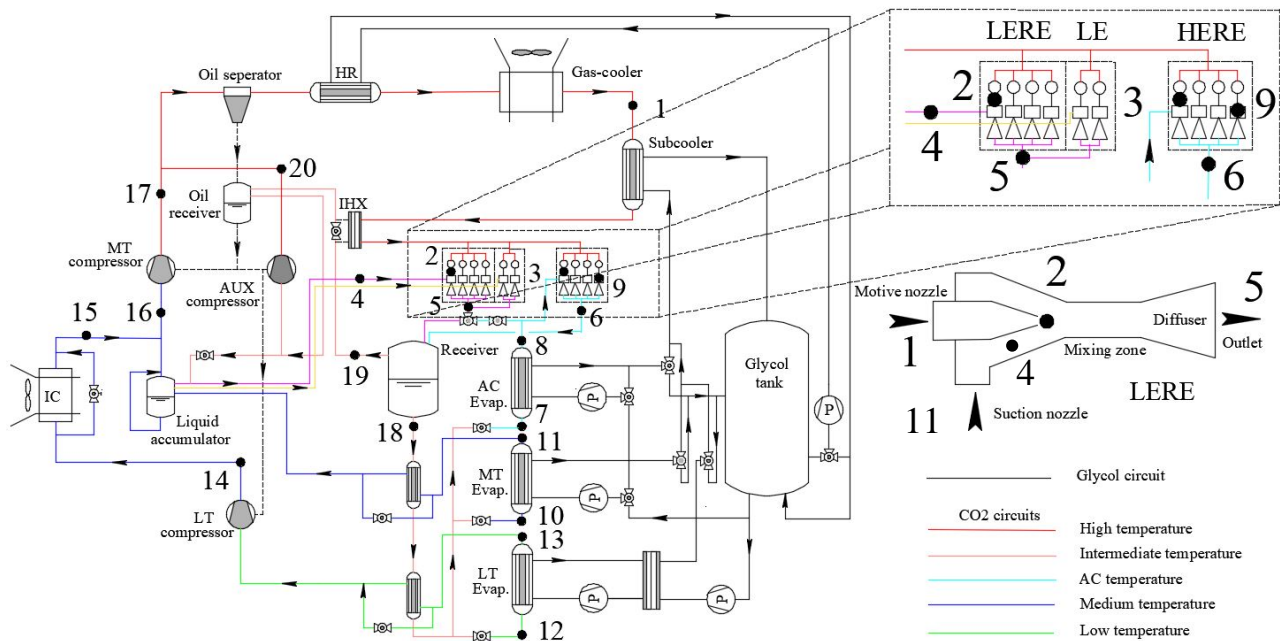 HR
Oil seperator
Gas-cooler
1
Subcooler
20
17
Oil
receiver
IHX
MT
compressor
AUX
compressor
2
3
9
4
5
6
15
16
8
Receiver
19
Glycol
tank
AC
Evap.
P
7
P
IC
Liquid
accumulator
18
11
MT
Evap.
P
14
10
LT
compressor
13
LT
Evap.
P
P
12
LERE
LE
HERE
2
3
9
4
5
6
2
5
Motive nozzle
Diffuser
1
4
Mixing zone
Outlet
LERE
11
Suction nozzle
Glycol circuit
CO2 circuits
High temperature
Intermediate temperature
AC temperature
Medium temperature
Low temperature